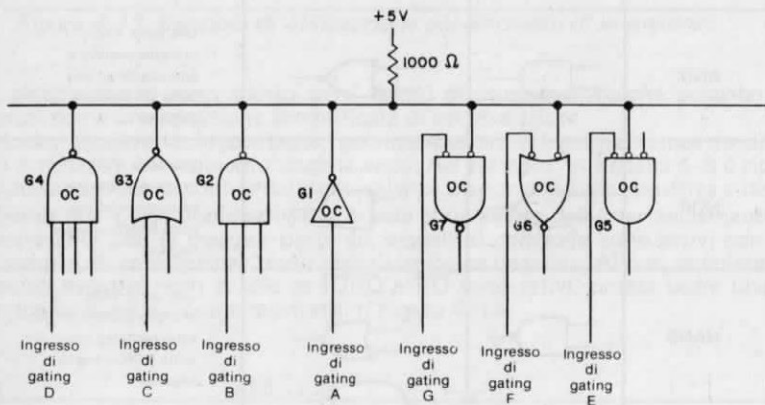 +5V
1000 Ω
G4
OC
G3
OC
G2
OC
G1
OC
OC
G7
OC
G6
OC
G5
Ingresso
di
gating
D
Ingresso
di
gating
C
Ingresso
di
gating
B
Ingresso
di
gating
A
Ingresso
di
gating
G
Ingresso
di
gating
F
Ingresso
di
gating
E